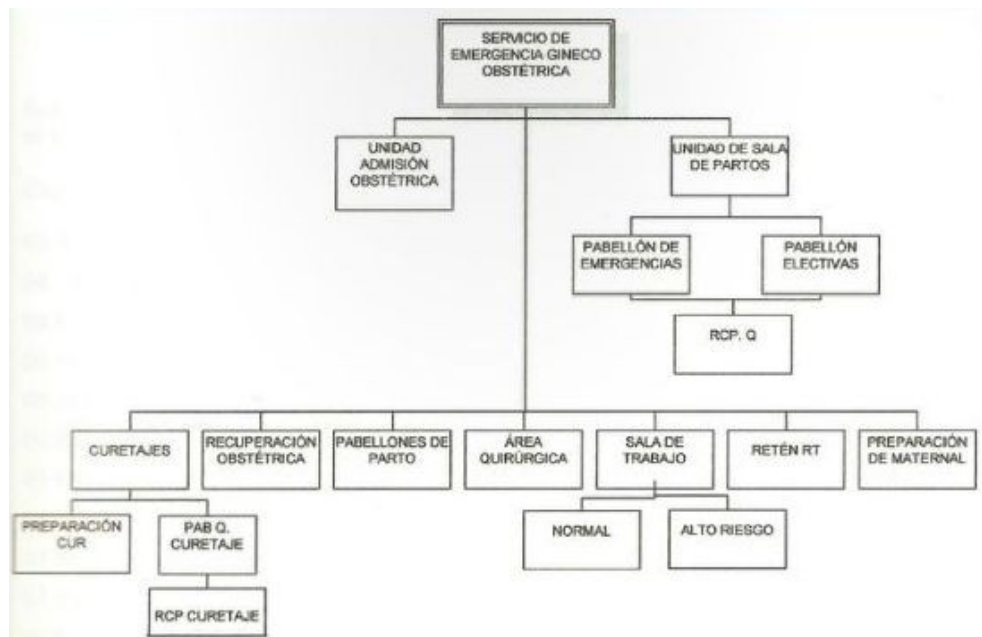 SERVICIO DE
EMERGENCIA GINECO
OBSTÉTRICA
UNIDAD
ADMISIÓN
OBSTÉTRICA
UNIDAD DE SALA
DE PARTOS
PABELLÓN DE
EMERGENCIAS
PABELLÓN
ELECTIVAS
RCP. Q
CURETAJES
RECUPERACIÓN
OBSTÉTRICA
PABELLONES DE
PARTO
ÁREA
QUIRÚRGICA
SALA DE
TRABAJO
RETÉN RT
PREPARACIÓN
DE MATERNAL
PREPARACIÓN
CUR
PAB Q.
CURETAJE
NORMAL
ALTO RIESGO
RCP CURETAJE